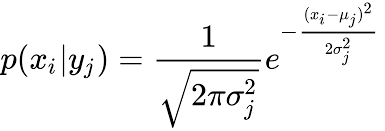 p(x_i|y_j) = \frac{1}{\sqrt{2\pi\sigma_j^2}} e^{-\frac{(x_i-\mu_j)^2}{2\sigma_j^2}}